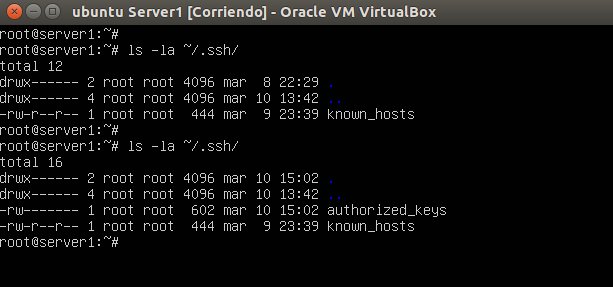 ubuntu Server1 [Corriendo] - Oracle VM VirtualBox
root@server1:~#
root@server1:~# ls -la ~/.ssh/
total 12
drwx------ 2 root root 4096 mar  8 22:29 .
drwx------ 4 root root 4096 mar 10 13:42 ..
-rw-r--r-- 1 root root  444 mar  9 23:39 known_hosts
root@server1:~#
root@server1:~# ls -la ~/.ssh/
total 16
drwx------ 2 root root 4096 mar 10 15:02 .
drwx------ 4 root root 4096 mar 10 13:42 ..
-rw------- 1 root root  602 mar 10 15:02 authorized_keys
-rw-r--r-- 1 root root  444 mar  9 23:39 known_hosts
root@server1:~#